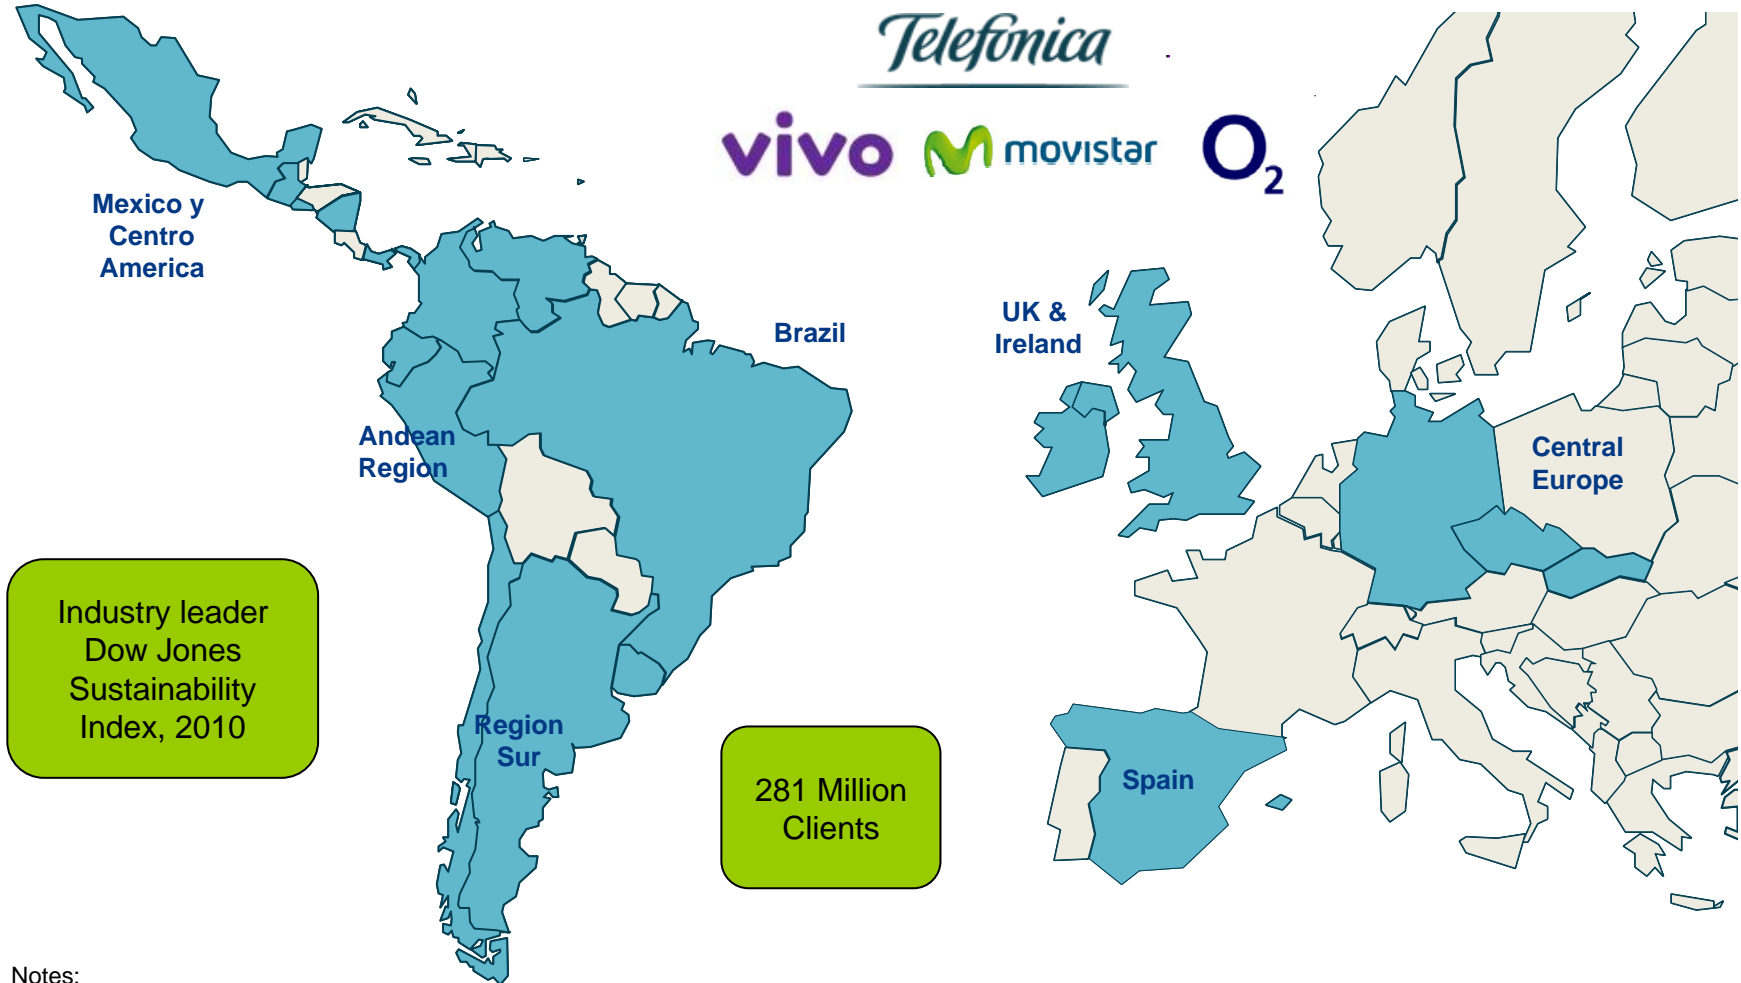 Telefónica
vivo movistar O2
Mexico y
Centro
America
Brazil
UK &
Ireland
Andean
Region
Central
Europe
Industry leader
Dow Jones
Sustainability
Index, 2010
Region
Sur
281 Million
Clients
Spain
Notes: